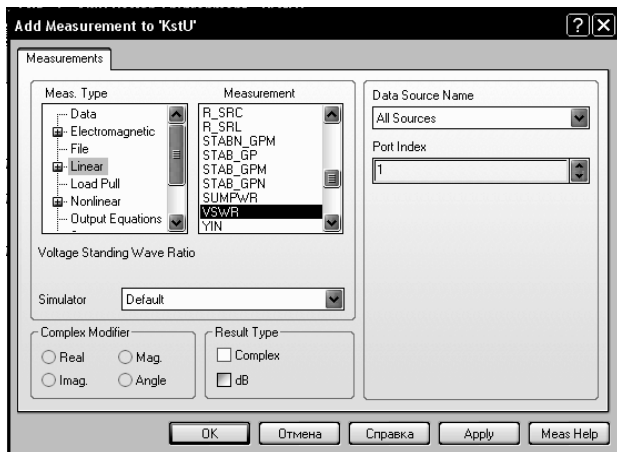 Add Measurement to 'KstU'
Measurements
Meas. Type
Data
Electromagnetic
File
Linear
Load Pull
Nonlinear
Output Equations
Measurement
R_SRC
R_SRL
STABN_GPM
STAB_GP
STAB_GPM
STAB_GPN
SUMPWR
VSWR
YIN
Voltage Standing Wave Ratio
Simulator
Default
Complex Modifier
Real
Mag.
Imag.
Angle
Result Type
Complex
dB
Data Source Name
All Sources
Port Index
1
OK
Отмена
Справка
Apply
Meas Help